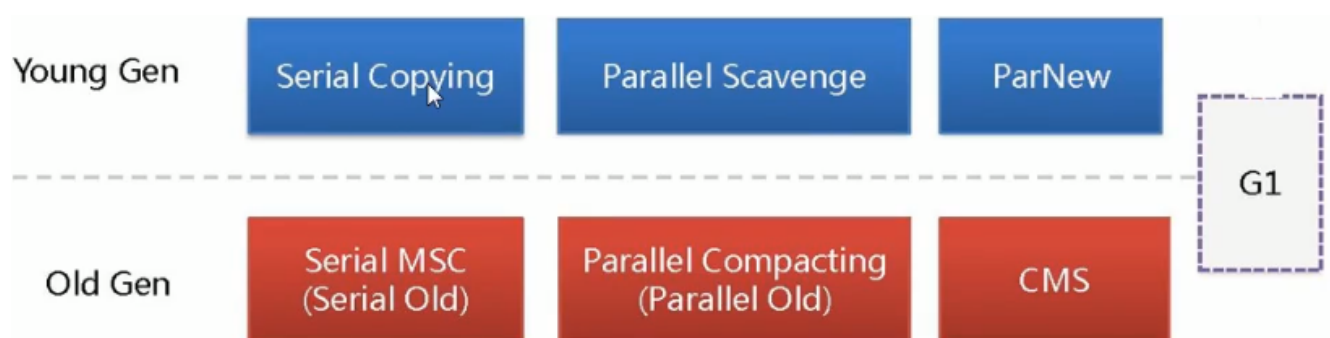 Young Gen
Serial Copying
Parallel Scavenge
ParNew
G1
Old Gen
Serial MSC
(Serial Old)
Parallel Compacting
(Parallel Old)
CMS